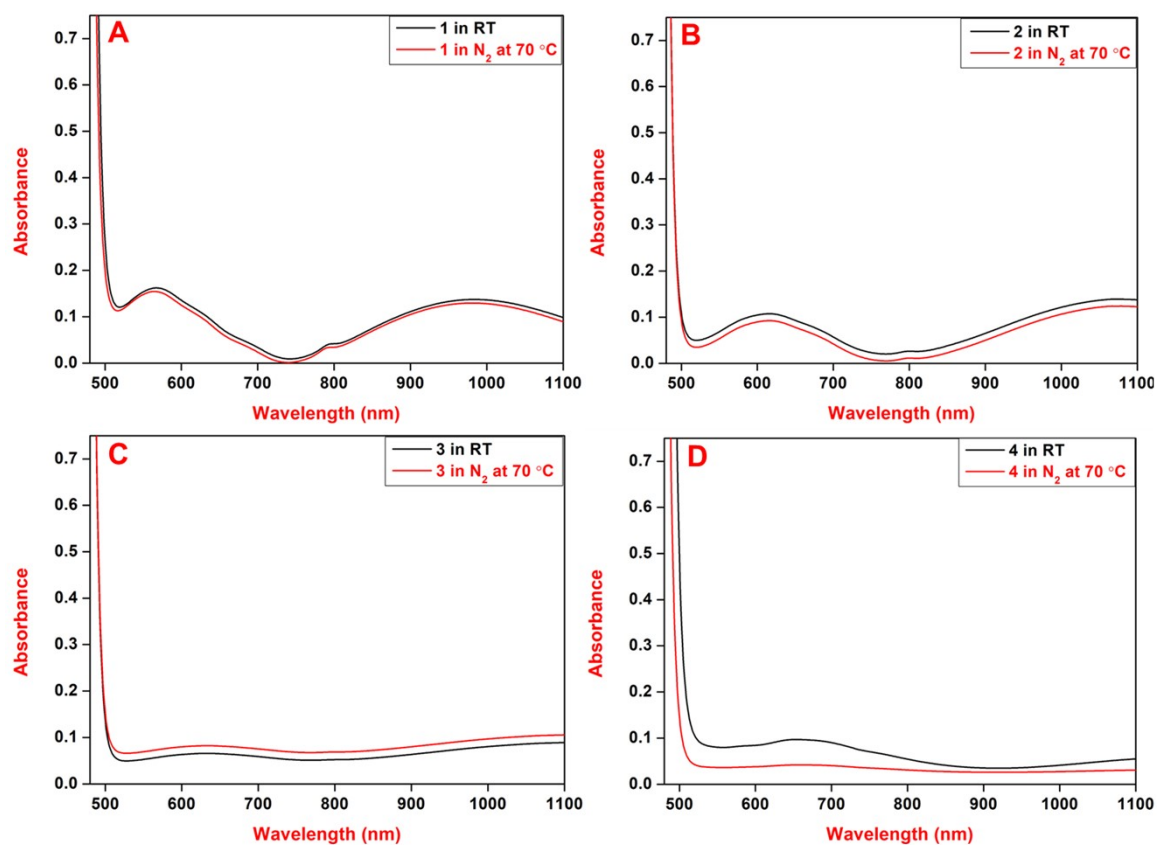 A
1 in RT
1 in N₂ at 70 °C
Absorbance
0.7
0.6
0.5
0.4
0.3
0.2
0.1
0.0
500 600 700 800 900 1000 1100
Wavelength (nm)
B
2 in RT
2 in N₂ at 70 °C
Absorbance
0.7
0.6
0.5
0.4
0.3
0.2
0.1
0.0
500 600 700 800 900 1000 1100
Wavelength (nm)
C
3 in RT
3 in N₂ at 70 °C
Absorbance
0.7
0.6
0.5
0.4
0.3
0.2
0.1
0.0
500 600 700 800 900 1000 1100
Wavelength (nm)
D
4 in RT
4 in N₂ at 70 °C
Absorbance
0.7
0.6
0.5
0.4
0.3
0.2
0.1
0.0
500 600 700 800 900 1000 1100
Wavelength (nm)